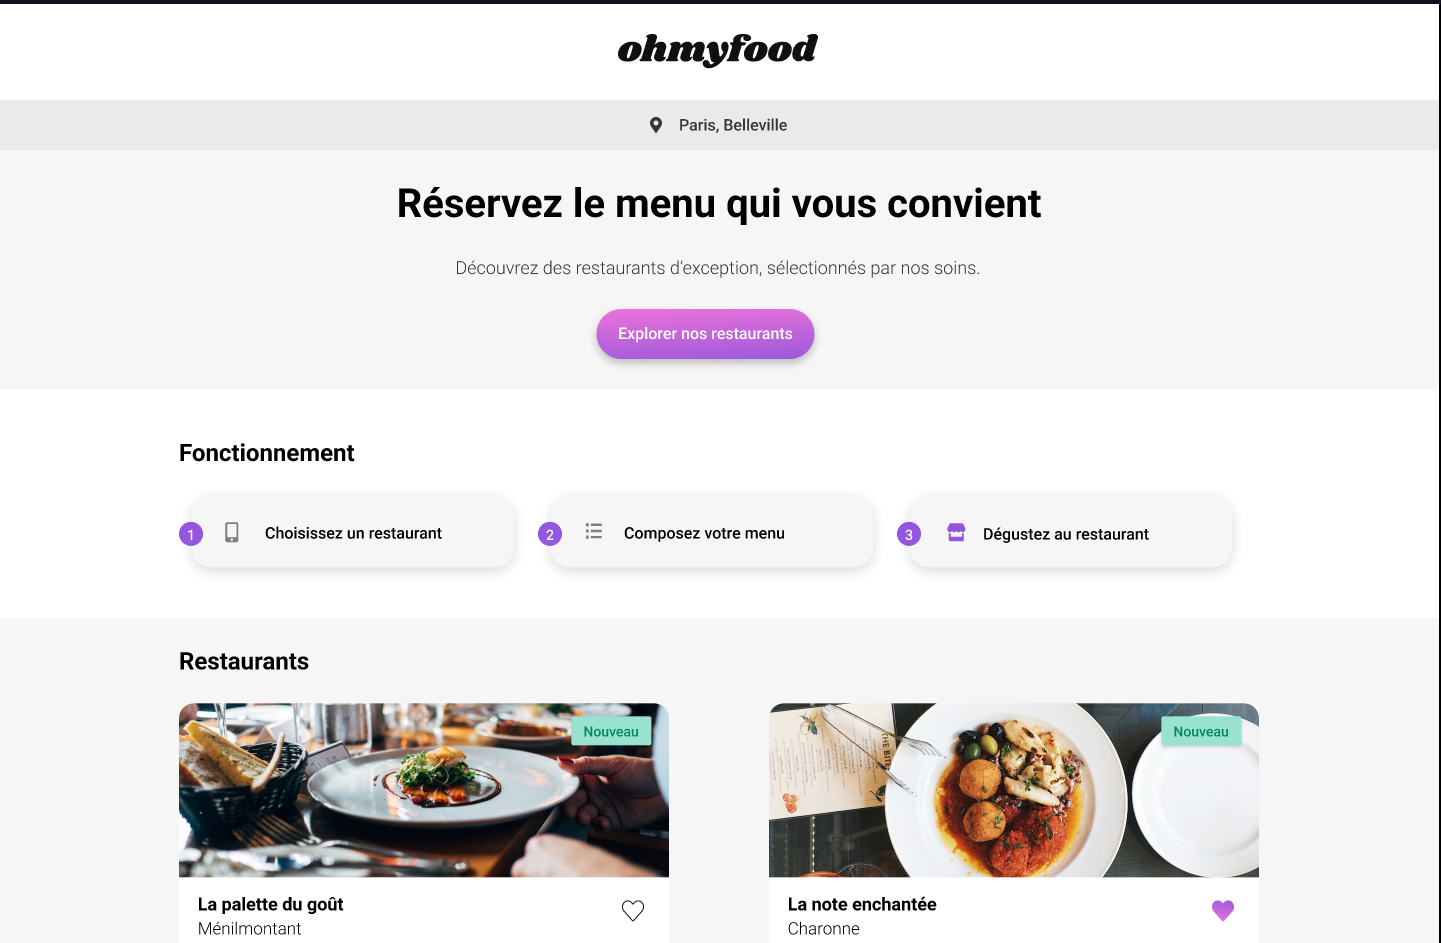 ohmyfood
Paris, Belleville
Réservez le menu qui vous convient
Découvrez des restaurants d’exception, sélectionnés par nos soins.
Explorer nos restaurants
Fonctionnement
1 Choisissez un restaurant
2 Composez votre menu
3 Dégustez au restaurant
Restaurants
Nouveau
Nouveau
La palette du goût
Ménilmontant
La note enchantée
Charonne